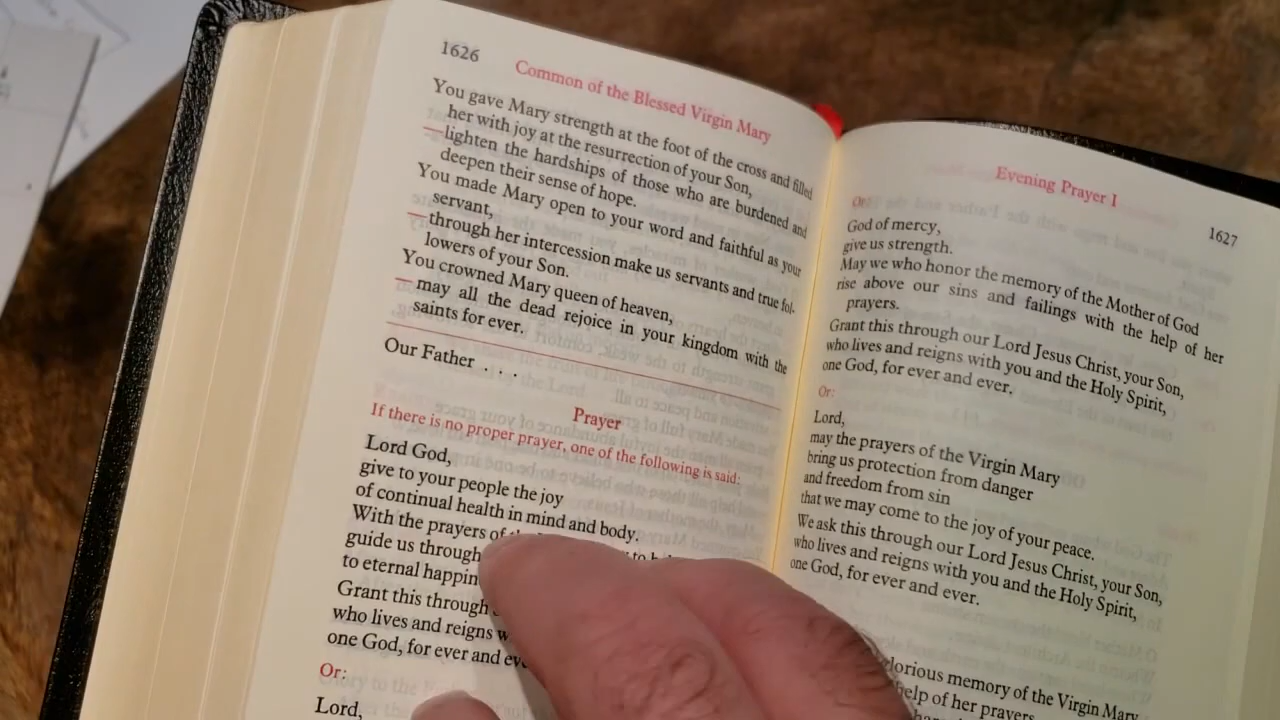 1626
Common of the Blessed Virgin Mary
You gave Mary strength at the foot of the cross and filled
her with joy at the resurrection of your Son,
—lighten the hardships of those who are burdened and
deepen their sense of hope.
You made Mary open to your word and faithful as your
servant,
—through her intercession make us servants and true fol-
lowers of your Son.
You crowned Mary queen of heaven,
—may all the dead rejoice in your kingdom with the
saints for ever.
Our Father . . .
Prayer
If there is no proper prayer, one of the following is said:
Lord God,
give to your people the joy
of continual health in mind and body.
With the prayers of
guide us through
to eternal
Grant this through
who lives and reigns
one God, for ever and
Or:
Lord,
Evening Prayer I
1627
Or:
God of mercy,
give us strength.
May we who honor the memory of the Mother of God
rise above our sins and failings with the help of her
prayers.
Grant this through our Lord Jesus Christ, your Son,
who lives and reigns with you and the Holy Spirit,
one God, for ever and ever.
Or:
Lord,
may the prayers of the Virgin Mary
bring us protection from danger
and freedom from sin
that we may come to the joy of your peace.
We ask this through our Lord Jesus Christ, your Son,
who lives and reigns with you and the Holy Spirit,
one God, for ever and ever.
glorious memory of the Virgin Mary
help of her prayers